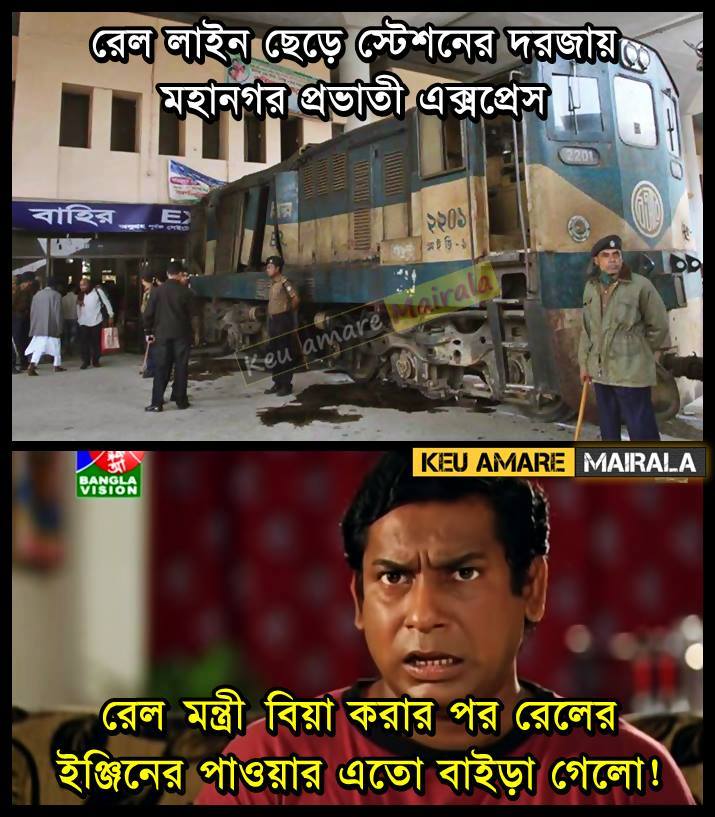 রেল লাইন ছেড়ে স্টেশনের দরজায়
মহানগর প্রভাতী এক্সপ্রেস
2201
বাহির EX
২২০১
Keu amare Mairala
BANGLA
VISION
KEU AMARE MAIRALA
রেল মন্ত্রী বিয়া করার পর রেলের
ইঞ্জিনের পাওয়ার এতো বাইড়া গেলো!